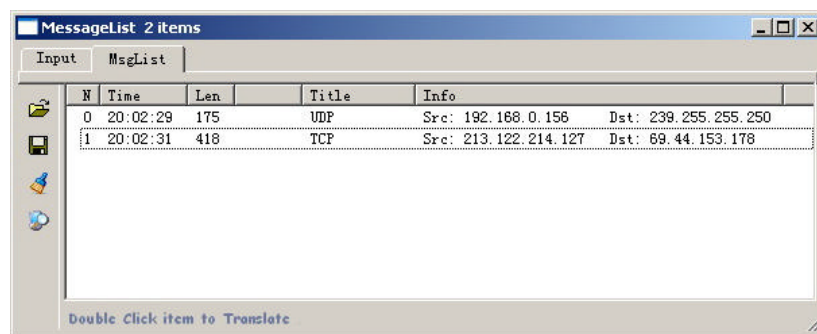 MessageList 2 items
Input MsgList
N Time Len Title Info
0 20:02:29 175 UDP Src: 192.168.0.156 Dst: 239.255.255.250
1 20:02:31 418 TCP Src: 213.122.214.127 Dst: 69.44.153.178
Double Click item to Translate